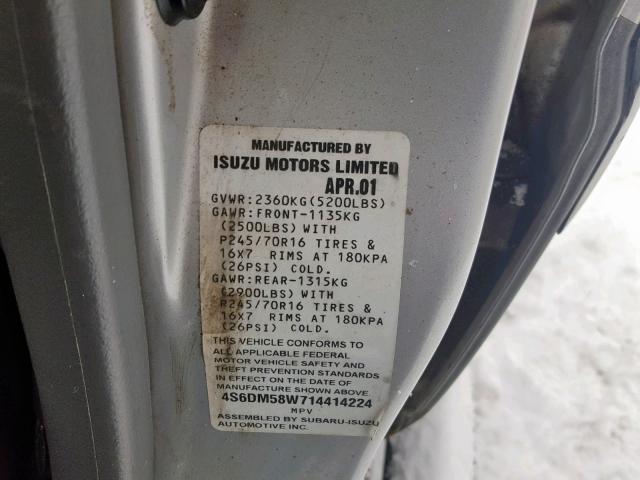 MANUFACTURED BY
ISUZU MOTORS LIMITED
APR.01
GVWR:2360KG(5200LBS)
GAWR:FRONT-1135KG
(2500LBS) WITH
P245/70R16 TIRES &
16X7 RIMS AT 180KPA
(26PSI) COLD.
GAWR:REAR-1315KG
(2900LBS) WITH
P245/70R16 TIRES &
16X7 RIMS AT 180KPA
(26PSI) COLD.
THIS VEHICLE CONFORMS TO
ALL APPLICABLE FEDERAL
MOTOR VEHICLE SAFETY AND
THEFT PREVENTION STANDARDS
IN EFFECT ON THE DATE OF
MANUFACTURE SHOWN ABOVE
4S6DM58W714414224
MPV
ASSEMBLED BY SUBARU-ISUZU
AUTOMOTIVE INC.